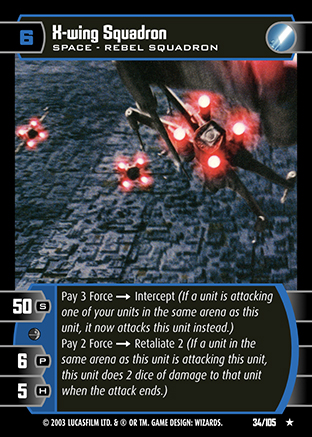 6
X-wing Squadron
SPACE - REBEL SQUADRON
50 S
6 P
5 H
Pay 3 Force → Intercept (If a unit is attacking
one of your units in the same arena as this
unit, it now attacks this unit instead.)
Pay 2 Force → Retaliate 2 (If a unit in the
same arena as this unit is attacking this unit,
this unit does 2 dice of damage to that unit
when the attack ends.)
© 2003 LUCASFILM LTD. & ® OR TM. GAME DESIGN: WIZARDS.
34/105 ★